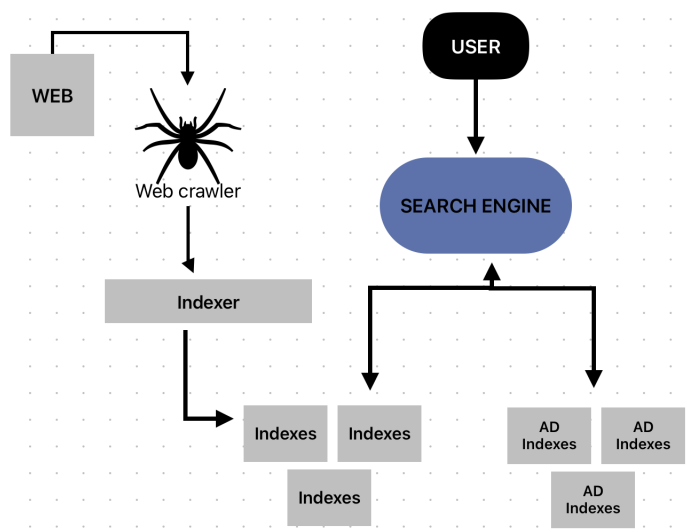 USER
WEB
Web crawler
SEARCH ENGINE
Indexer
Indexes
Indexes
Indexes
AD
Indexes
AD
Indexes
AD
Indexes